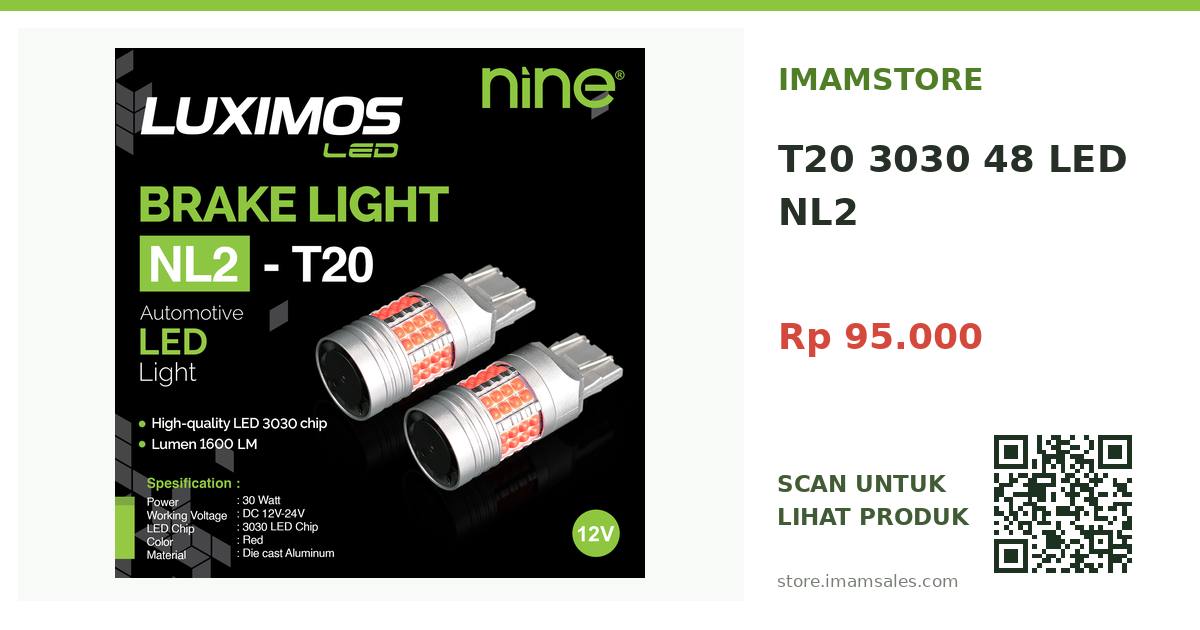 nine®
LUXIMOS
LED
BRAKE LIGHT
NL2 - T20
Automotive
LED
Light
• High-quality LED 3030 chip
• Lumen 1600 LM
Spesification :
Power : 30 Watt
Working Voltage : DC 12V-24V
LED Chip : 3030 LED Chip
Color : Red
Material : Die cast Aluminum
12V
IMAMSTORE
T20 3030 48 LED
NL2
Rp 95.000
SCAN UNTUK
LIHAT PRODUK
store.imamsales.com